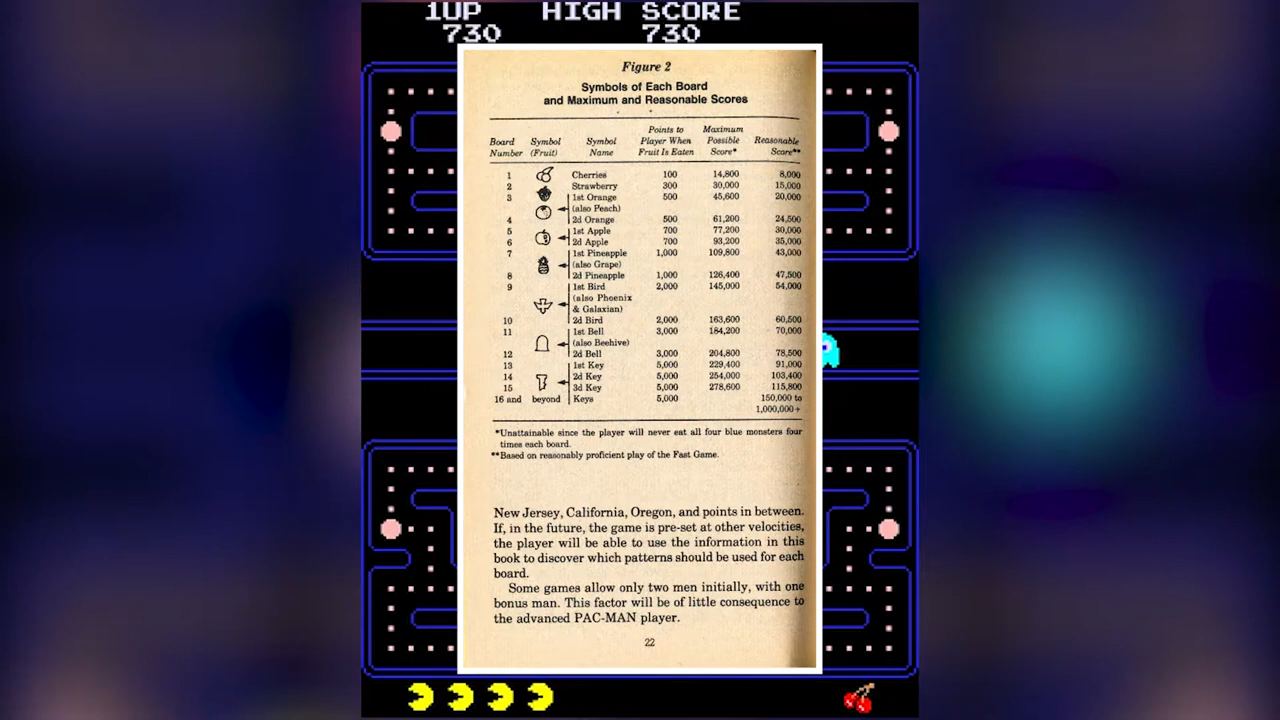 1UP HIGH SCORE
730 730
Figure 2
Symbols of Each Board
and Maximum and Reasonable Scores
Points to Maximum
Board Symbol Symbol Player When Possible Reasonable
Number (Fruit) Name Fruit Is Eaten Score* Score**
1 Cherries 100 14,800 8,000
2 Strawberry 300 30,000 15,000
3 1st Orange 500 45,600 20,000
(also Peach)
4 2d Orange 500 61,200 24,500
5 1st Apple 700 77,200 30,000
6 2d Apple 700 93,200 35,000
7 1st Pineapple 1,000 109,800 43,000
(also Grape)
8 2d Pineapple 1,000 126,400 47,500
9 1st Bird 2,000 145,000 54,000
(also Phoenix
& Galaxian)
10 2d Bird 2,000 163,600 60,500
11 1st Bell 3,000 184,200 70,000
(also Beehive)
12 2d Bell 3,000 204,800 78,500
13 1st Key 5,000 229,400 91,000
14 2d Key 5,000 254,000 103,400
15 3d Key 5,000 278,600 115,800
16 and beyond Keys 5,000 150,000 to
1,000,000+
*Unattainable since the player will never eat all four blue monsters four
times each board.
**Based on reasonably proficient play of the Fast Game.
New Jersey, California, Oregon, and points in between.
If, in the future, the game is pre-set at other velocities,
the player will be able to use the information in this
book to discover which patterns should be used for each
board.
Some games allow only two men initially, with one
bonus man. This factor will be of little consequence to
the advanced PAC-MAN player.
22